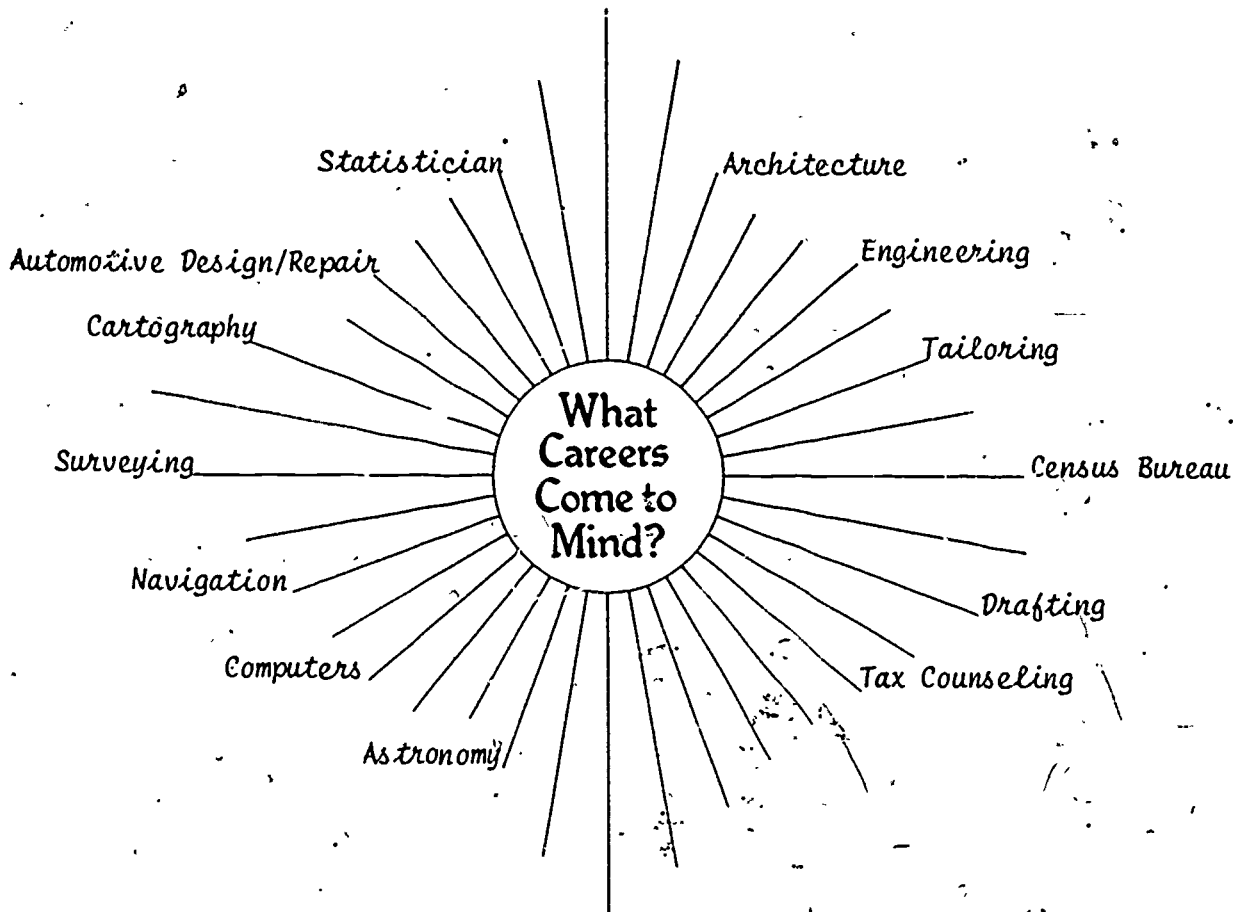 Statistician
Architecture
Automotive Design/Repair
Engineering
Cartography
Tailoring
What
Careers
Come to
Mind?
Surveying
Census Bureau
Navigation
Drafting
Computers
Tax Counseling
Astronomy